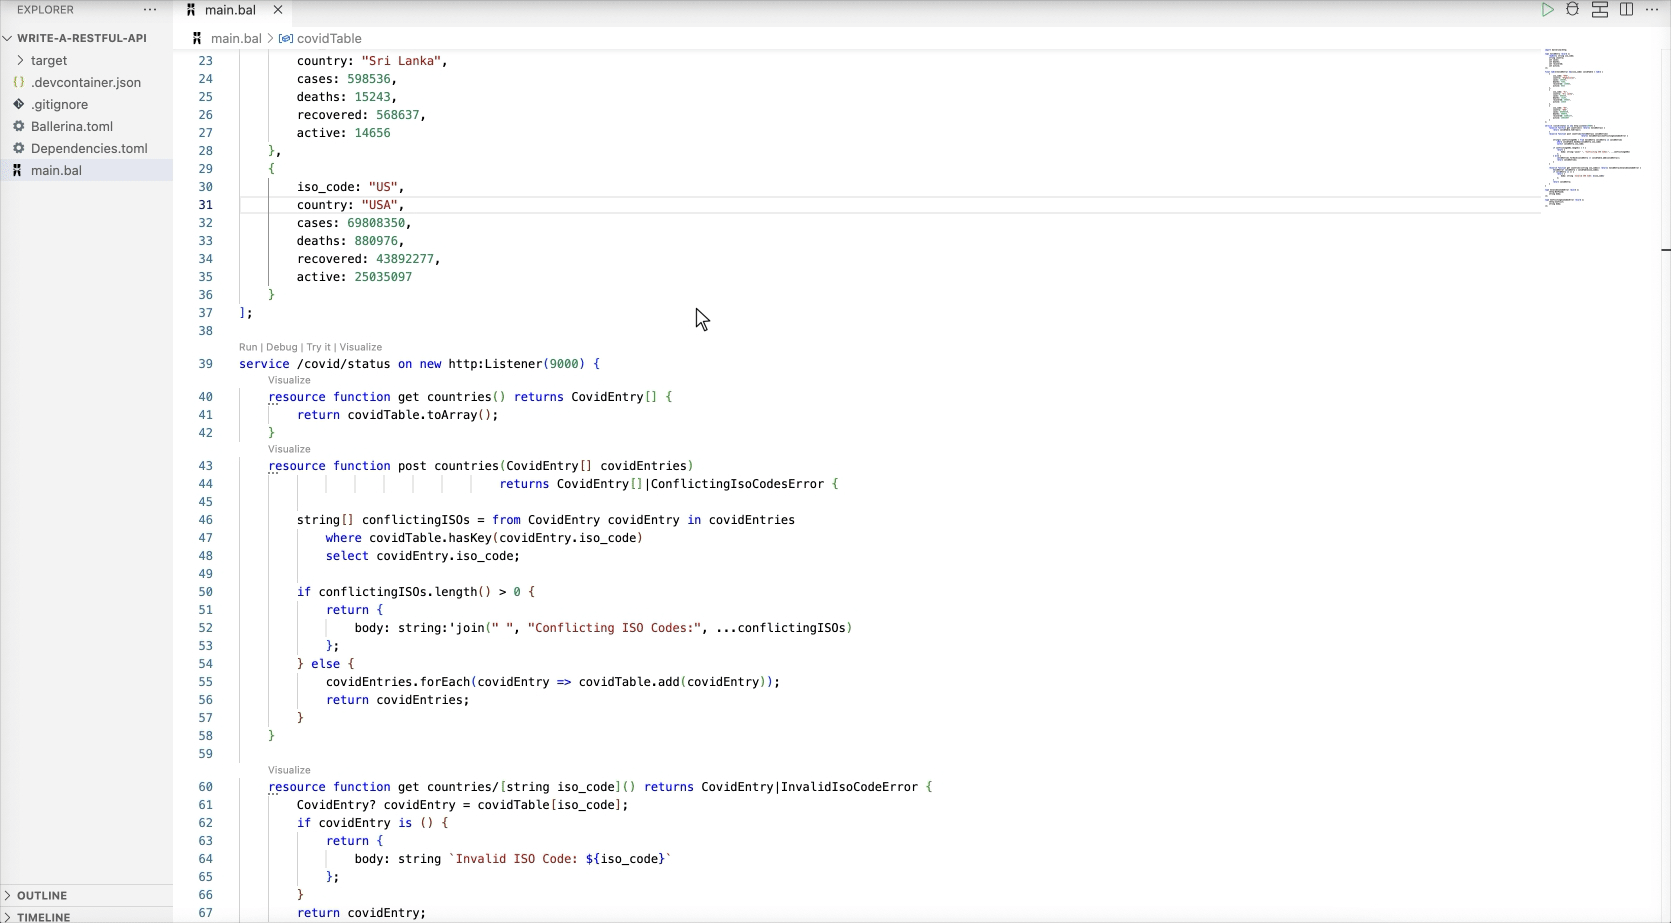 EXPLORER
WRITE-A-RESTFUL-API
target
.devcontainer.json
.gitignore
Ballerina.toml
Dependencies.toml
main.bal
OUTLINE
TIMELINE
main.bal
main.bal > covidTable
23 country: "Sri Lanka",
24 cases: 598536,
25 deaths: 15243,
26 recovered: 568637,
27 active: 14656
28 },
29 {
30 iso_code: "US",
31 country: "USA",
32 cases: 69808350,
33 deaths: 880976,
34 recovered: 43892277,
35 active: 25035097
36 }
37 ];
38
Run | Debug | Try it | Visualize
39 service /covid/status on new http:Listener(9000) {
Visualize
40 resource function get countries() returns CovidEntry[] {
41 return covidTable.toArray();
42 }
Visualize
43 resource function post countries(CovidEntry[] covidEntries)
44 returns CovidEntry[]|ConflictingIsoCodesError {
45
46 string[] conflictingISOs = from CovidEntry covidEntry in covidEntries
47 where covidTable.hasKey(covidEntry.iso_code)
48 select covidEntry.iso_code;
49
50 if conflictingISOs.length() > 0 {
51 return {
52 body: string:'join(" ", "Conflicting ISO Codes:", ...conflictingISOs)
53 };
54 } else {
55 covidEntries.forEach(covidEntry => covidTable.add(covidEntry));
56 return covidEntries;
57 }
58 }
59
Visualize
60 resource function get countries/[string iso_code]() returns CovidEntry|InvalidIsoCodeError {
61 CovidEntry? covidEntry = covidTable[iso_code];
62 if covidEntry is () {
63 return {
64 body: string `Invalid ISO Code: ${iso_code}`
65 };
66 }
67 return covidEntry;